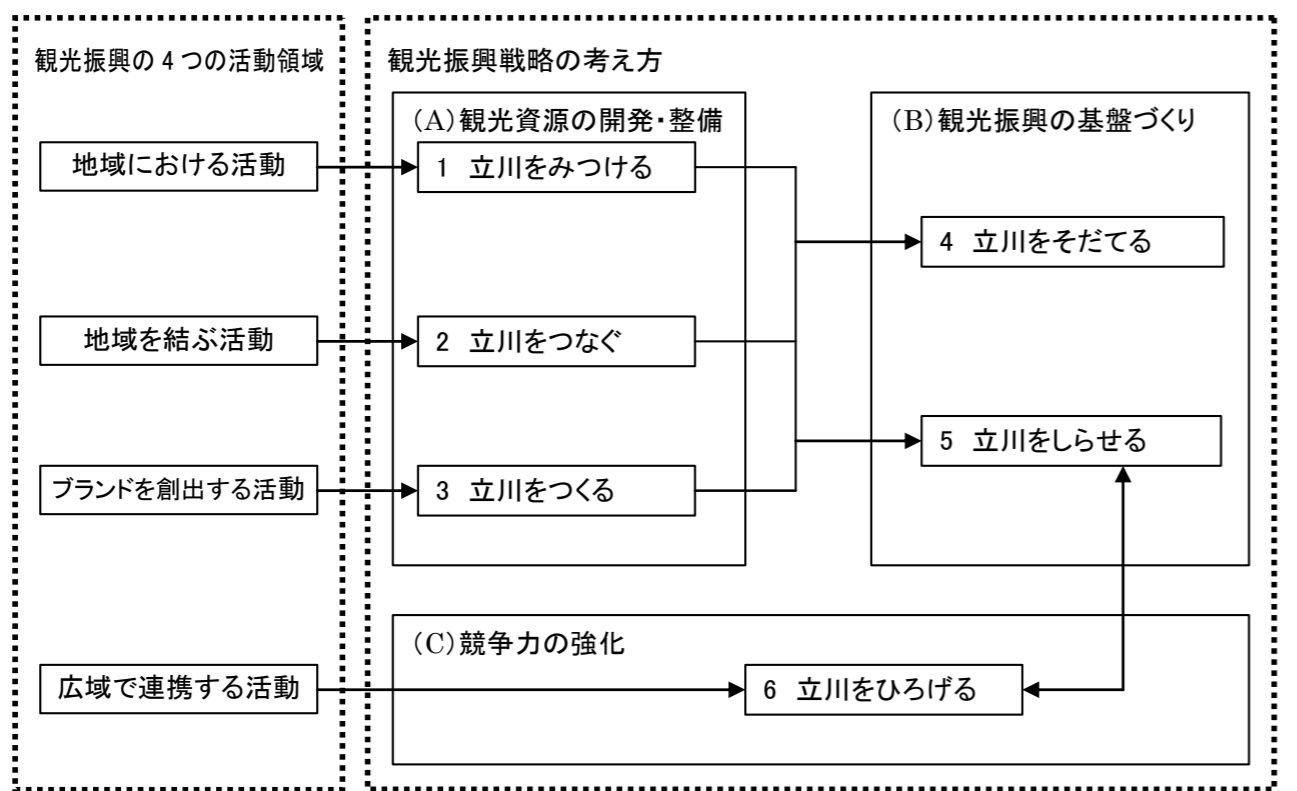 観光振興の4つの活動領域
地域における活動
地域を結ぶ活動
ブランドを創出する活動
広域で連携する活動
観光振興戦略の考え方
(A)観光資源の開発・整備
1 立川をみつける
2 立川をつなぐ
3 立川をつくる
(B)観光振興の基盤づくり
4 立川をそだてる
5 立川をしらせる
(C)競争力の強化
6 立川をひろげる